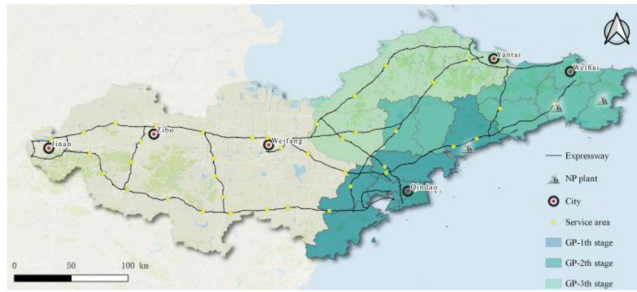 Yantai
Weihai
Zibo
Jinan
Weifang
Qindao
Expressway
NP plant
City
Service area
GP-1th stage
GP-2th stage
GP-3th stage
0 50 100 km